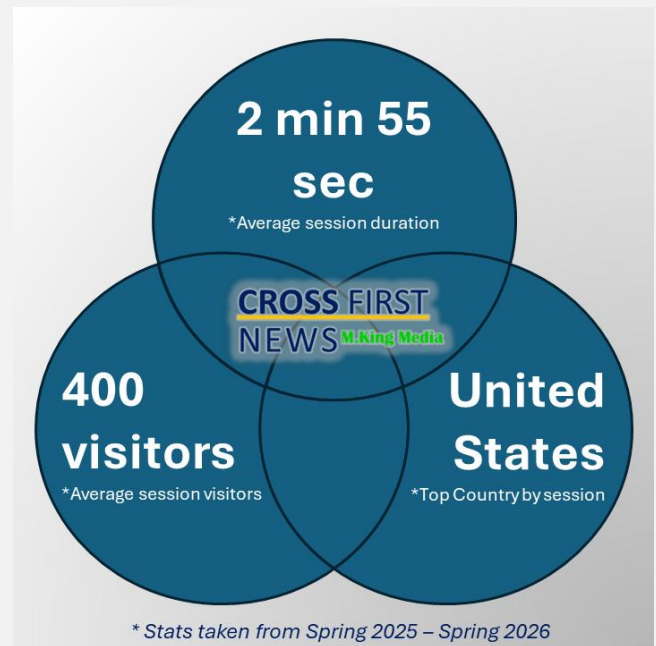 2 min 55
sec
*Average session duration
CROSS FIRST
NEWS M.King Media
400
visitors
*Average session visitors
United
States
*Top Country by session
* Stats taken from Spring 2025 – Spring 2026